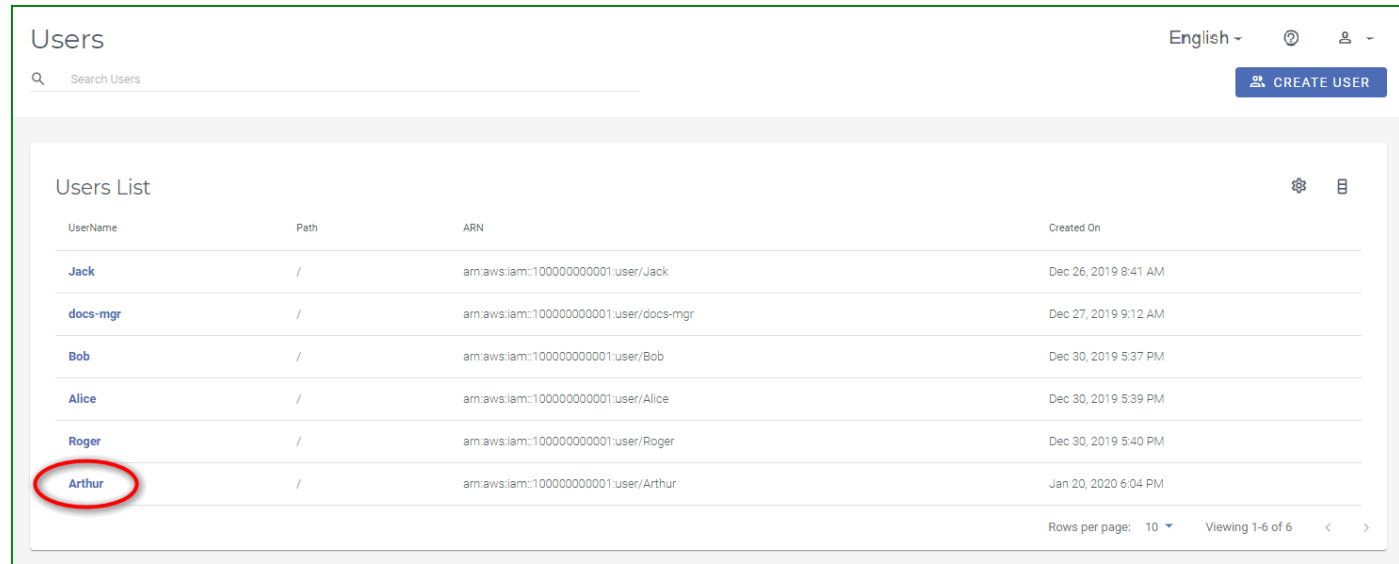 Users
English
Search Users
CREATE USER
Users List
UserName Path ARN Created On
Jack / arn:aws:iam::100000000001:user/Jack Dec 26, 2019 8:41 AM
docs-mgr / arn:aws:iam::100000000001:user/docs-mgr Dec 27, 2019 9:12 AM
Bob / arn:aws:iam::100000000001:user/Bob Dec 30, 2019 5:37 PM
Alice / arn:aws:iam::100000000001:user/Alice Dec 30, 2019 5:39 PM
Roger / arn:aws:iam::100000000001:user/Roger Dec 30, 2019 5:40 PM
Arthur / arn:aws:iam::100000000001:user/Arthur Jan 20, 2020 6:04 PM
Rows per page: 10 Viewing 1-6 of 6